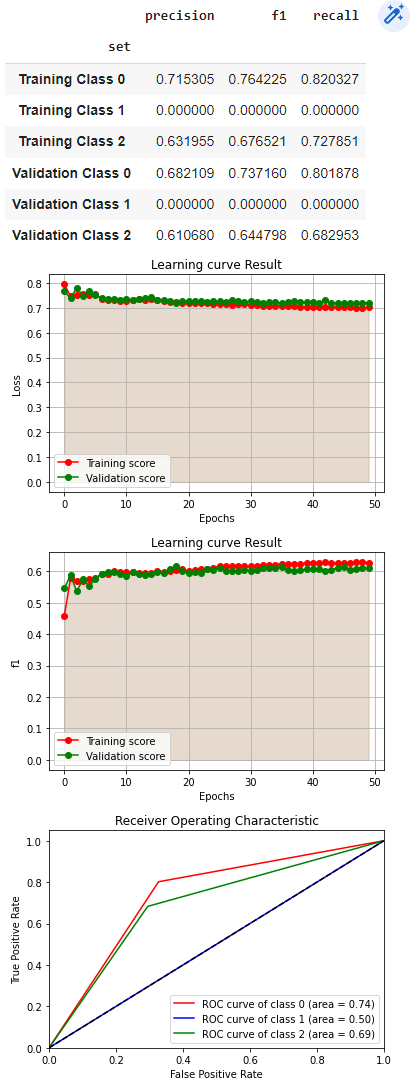 precision f1 recall
set
Training Class 0 0.715305 0.764225 0.820327
Training Class 1 0.000000 0.000000 0.000000
Training Class 2 0.631955 0.676521 0.727851
Validation Class 0 0.682109 0.737160 0.801878
Validation Class 1 0.000000 0.000000 0.000000
Validation Class 2 0.610680 0.644798 0.682953
Learning curve Result
0.8
0.7
0.6
0.5
0.4
0.3
0.2
0.1
0.0
Loss
Training score
Validation score
0 10 20 30 40 50
Epochs
Learning curve Result
0.6
0.5
0.4
0.3
0.2
0.1
0.0
f1
Training score
Validation score
0 10 20 30 40 50
Epochs
Receiver Operating Characteristic
1.0
0.8
0.6
0.4
0.2
0.0
True Positive Rate
ROC curve of class 0 (area = 0.74)
ROC curve of class 1 (area = 0.50)
ROC curve of class 2 (area = 0.69)
0.0 0.2 0.4 0.6 0.8 1.0
False Positive Rate